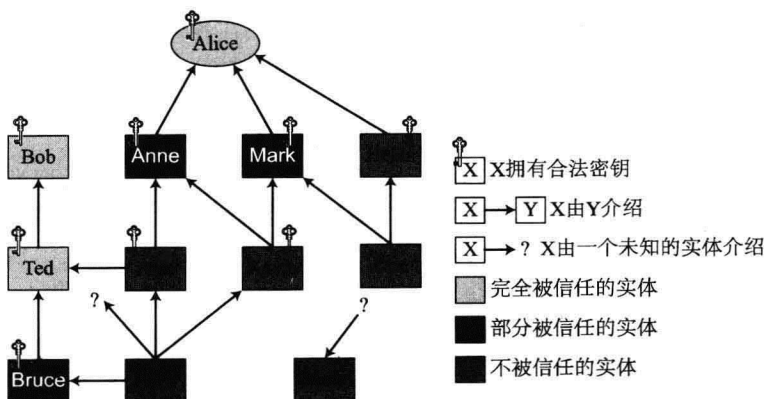 Alice
Bob
Anne
Mark
Ted
?
?
Bruce
X X拥有合法密钥
X Y X由Y介绍
X ? X由一个未知的实体介绍
完全被信任的实体
部分被信任的实体
不被信任的实体